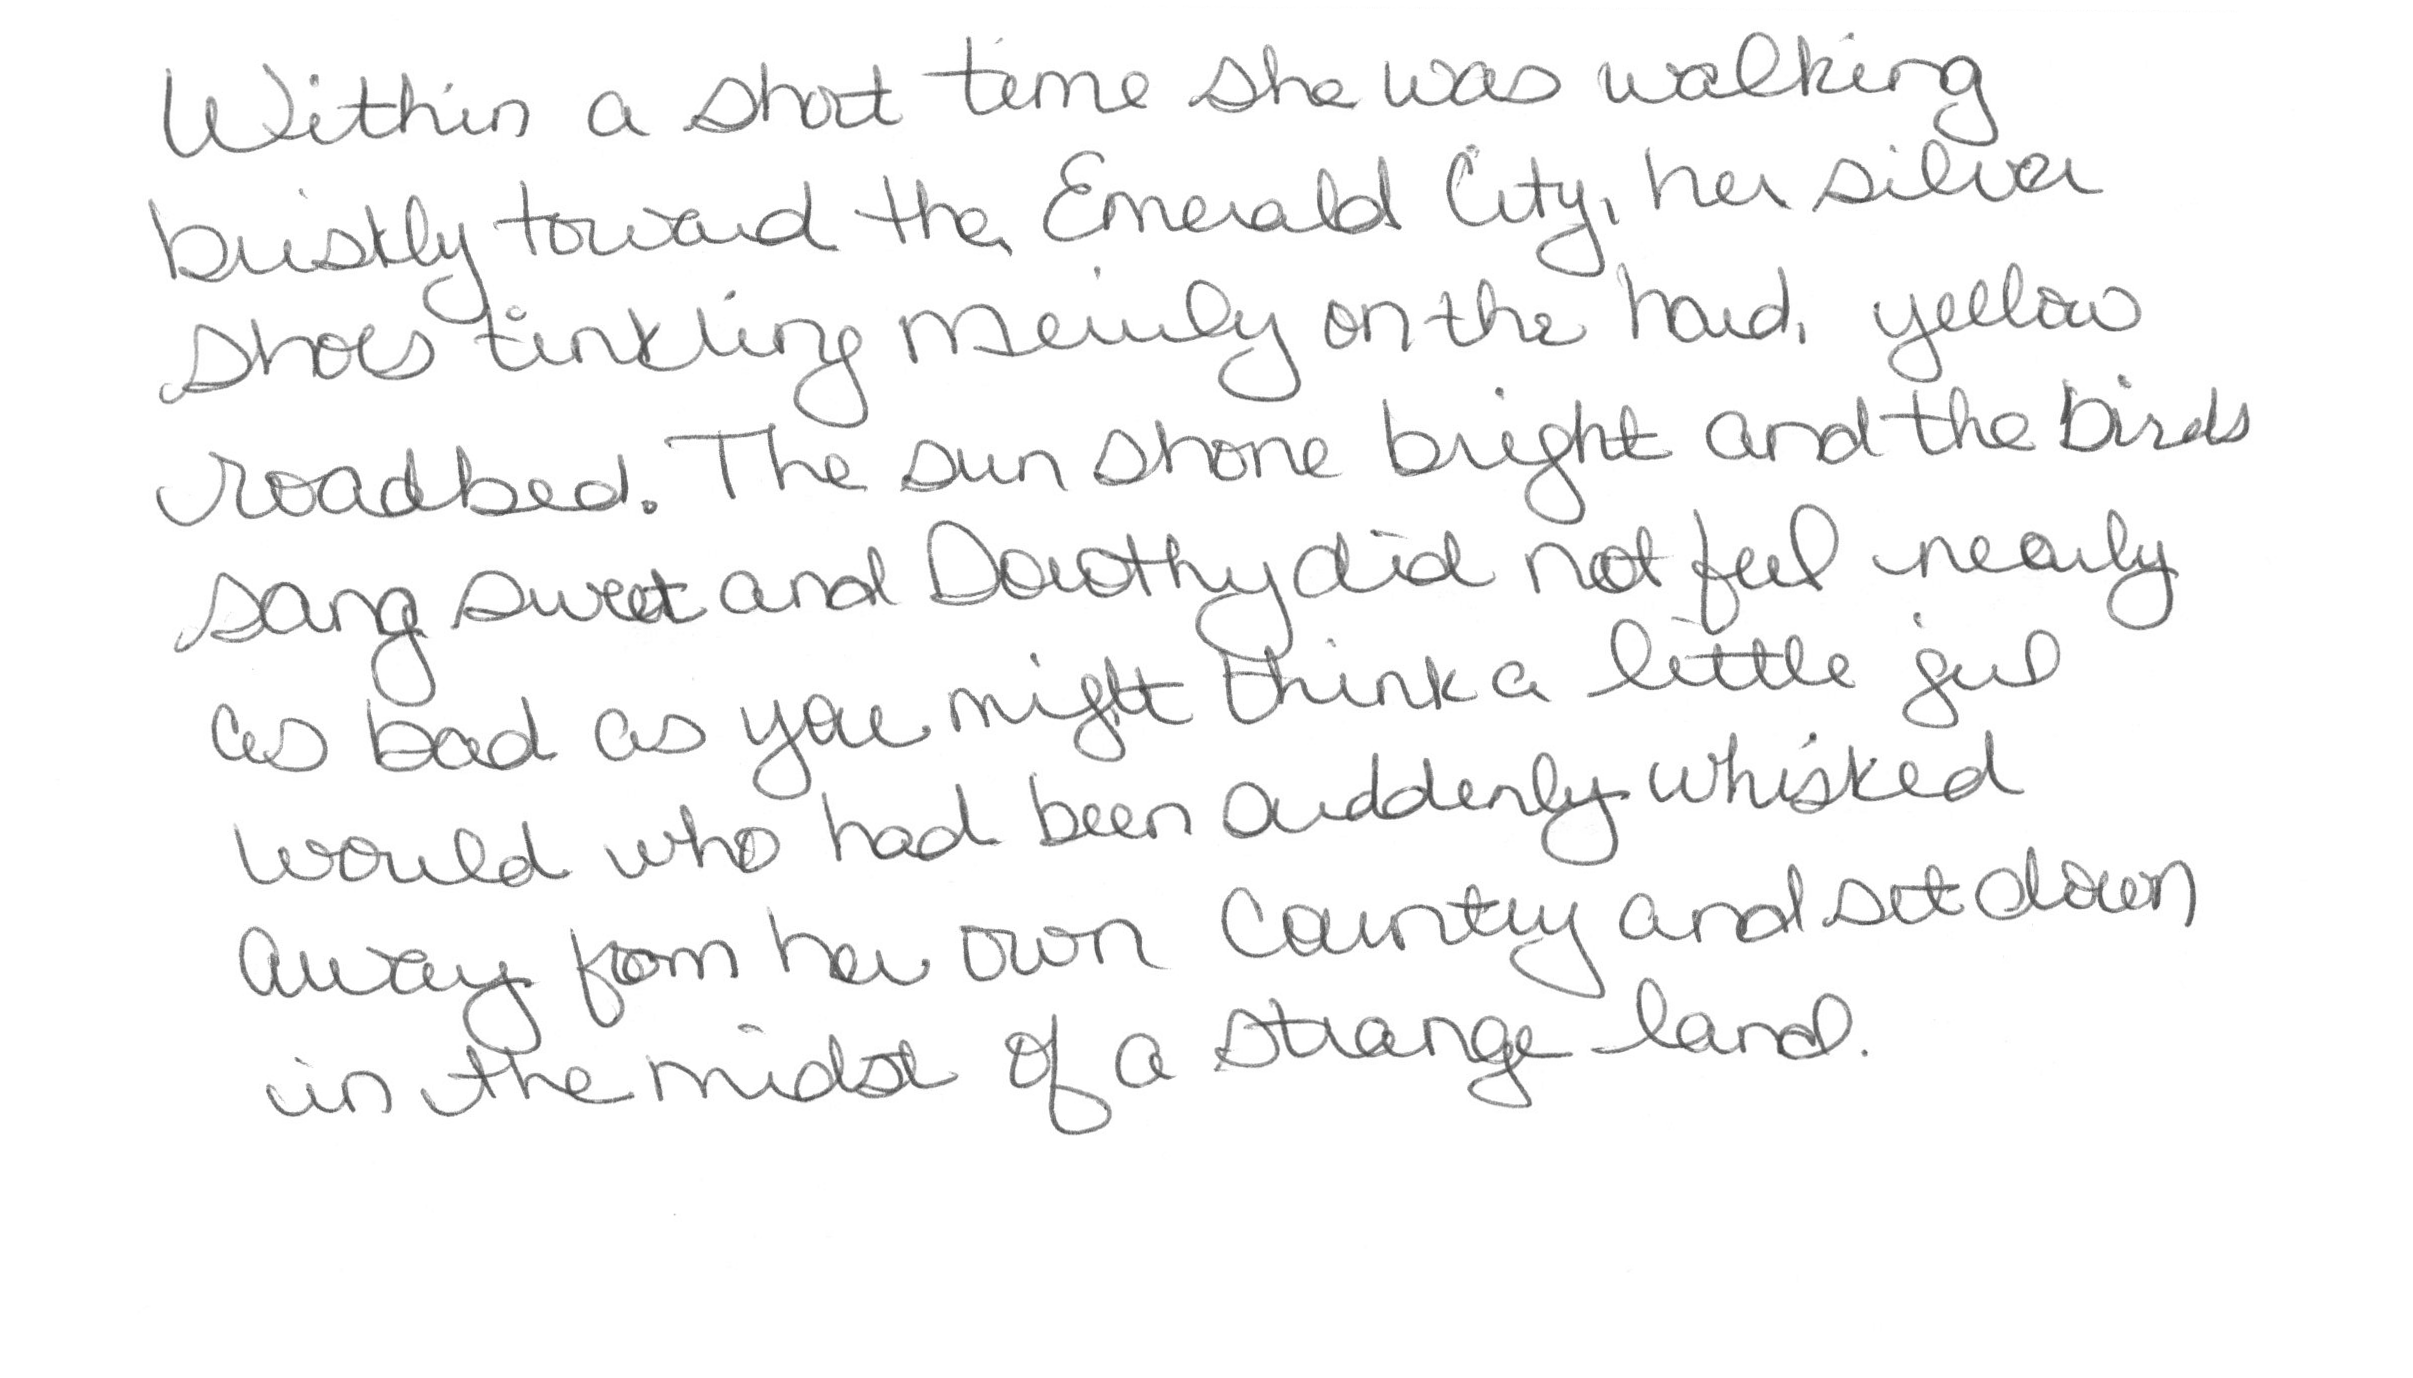 Within a short time she was walking
briskly toward the Emerald City, her silver
shoes tinkling merrily on the hard, yellow
roadbed. The sun shone bright and the birds
sang sweet and Dorothy did not feel nearly
as bad as you might think a little girl
would who had been suddenly whisked
away from her own country and set down
in the midst of a strange land.